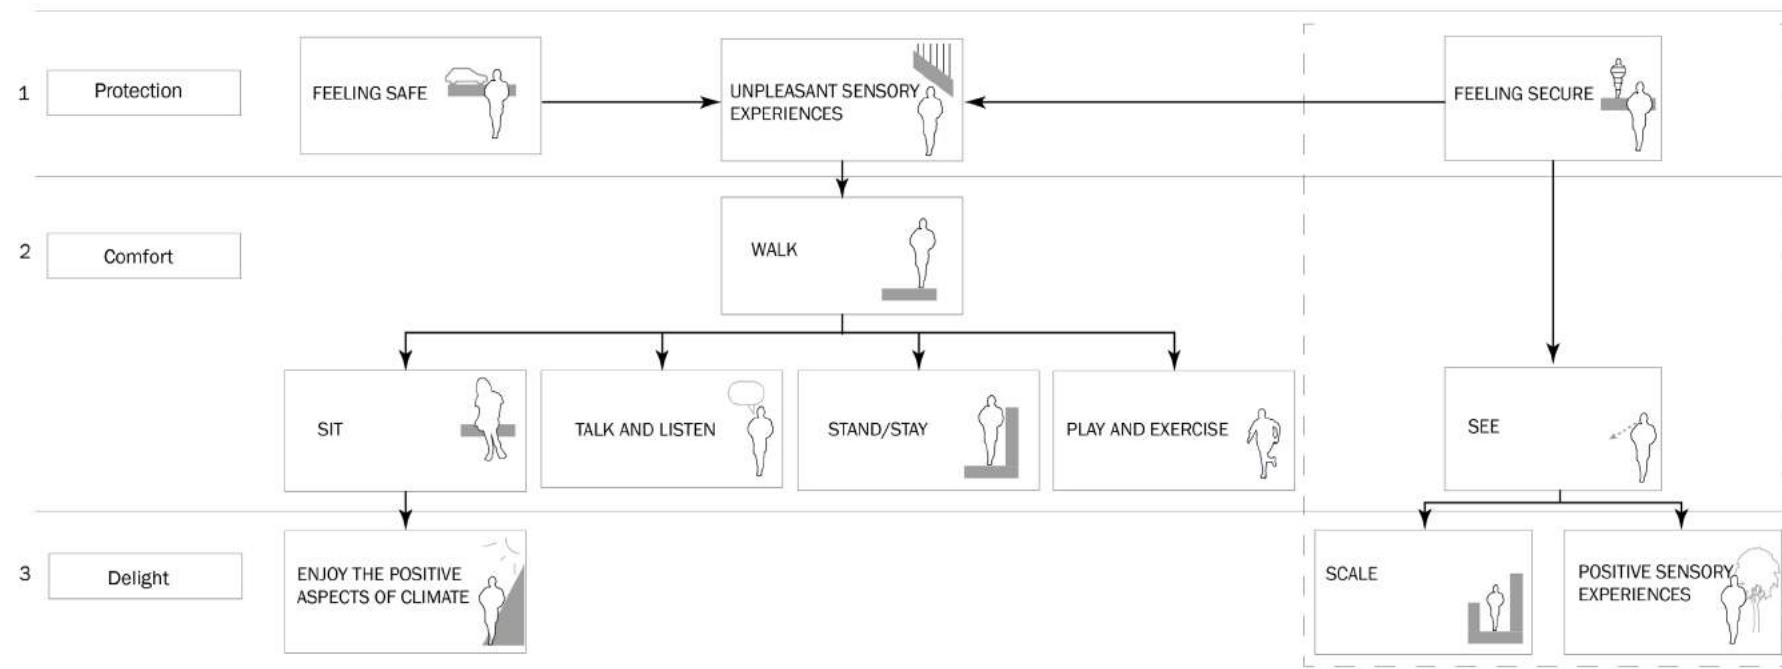 1
Protection
FEELING SAFE
UNPLEASANT SENSORY
EXPERIENCES
FEELING SECURE
2
Comfort
WALK
SIT
TALK AND LISTEN
STAND/STAY
PLAY AND EXERCISE
SEE
3
Delight
ENJOY THE POSITIVE
ASPECTS OF CLIMATE
SCALE
POSITIVE SENSORY
EXPERIENCES